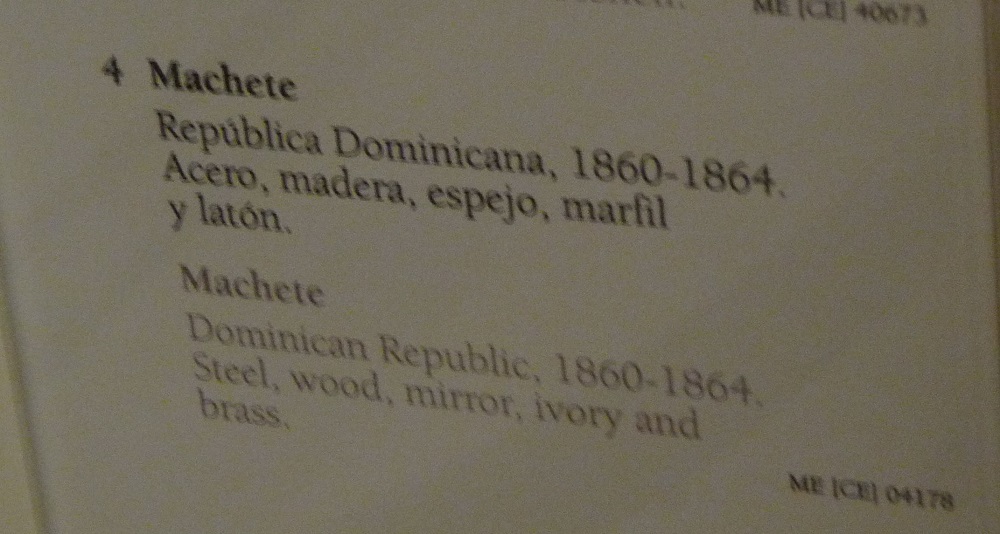 ME [CE] 40673
4 Machete
República Dominicana, 1860-1864.
Acero, madera, espejo, marfil
y latón.
Machete
Dominican Republic, 1860-1864.
Steel, wood, mirror, ivory and
brass.
ME [CE] 04178